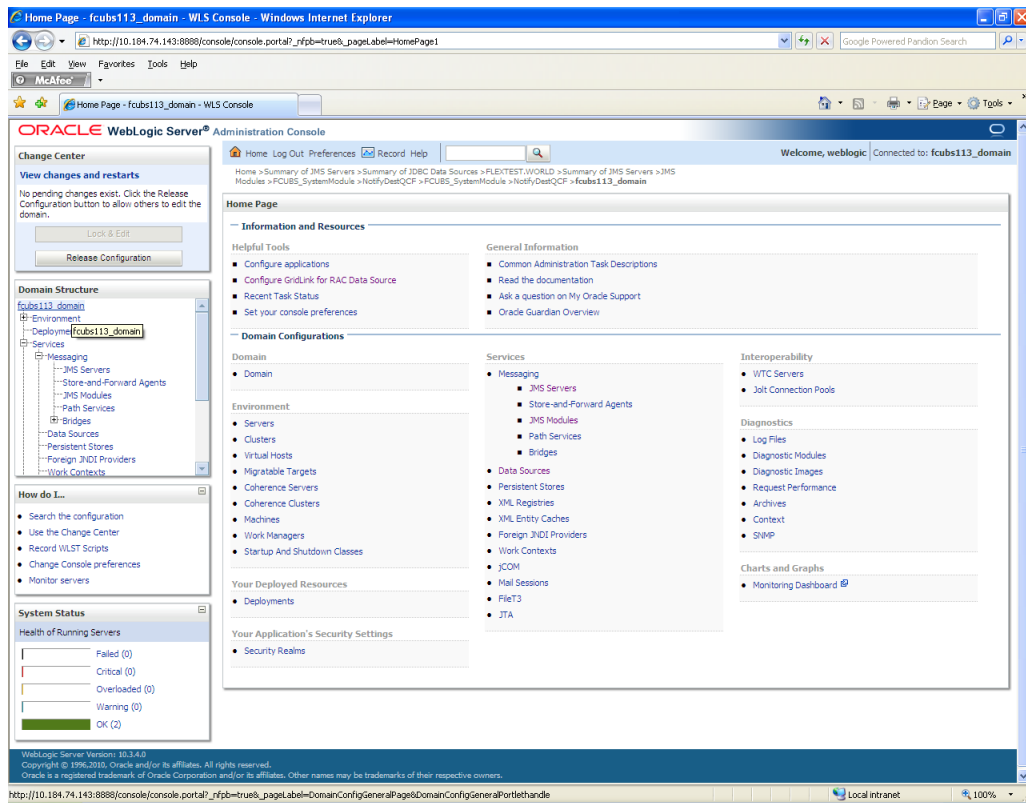 Home Page - fcubs113_domain - WLS Console - Windows Internet Explorer
http://10.184.74.143:8888/console/console.portal?_nfpb=true&_pageLabel=HomePage1
Google Powered Pandion Search
File Edit View Favorites Tools Help
McAfee
Home Page - fcubs113_domain - WLS Console
Page Tools
ORACLE WebLogic Server® Administration Console
Change Center
View changes and restarts
No pending changes exist. Click the Release
Configuration button to allow others to edit the
domain.
Lock & Edit
Release Configuration
Domain Structure
fcubs113_domain
Environment
Deployme
fcubs113_domain
Services
Messaging
JMS Servers
Store-and-Forward Agents
JMS Modules
Path Services
Bridges
Data Sources
Persistent Stores
Foreign JNDI Providers
Work Contexts
How do I...
Search the configuration
Use the Change Center
Record WLST Scripts
Change Console preferences
Monitor servers
System Status
Health of Running Servers
Failed (0)
Critical (0)
Overloaded (0)
Warning (0)
OK (2)
Home Log Out Preferences Record Help
Welcome, weblogic Connected to: fcubs113_domain
Home >Summary of JMS Servers >Summary of JDBC Data Sources >FLEXTEST.WORLD >Summary of JMS Servers >JMS
Modules >FCUBS_SystemModule >NotifyDestQCF >FCUBS_SystemModule >NotifyDestQCF >fcubs113_domain
Home Page
Information and Resources
Helpful Tools
Configure applications
Configure GridLink for RAC Data Source
Recent Task Status
Set your console preferences
General Information
Common Administration Task Descriptions
Read the documentation
Ask a question on My Oracle Support
Oracle Guardian Overview
Domain Configurations
Domain
Domain
Environment
Servers
Clusters
Virtual Hosts
Migratable Targets
Coherence Servers
Coherence Clusters
Machines
Work Managers
Startup And Shutdown Classes
Your Deployed Resources
Deployments
Your Application's Security Settings
Security Realms
Services
Messaging
JMS Servers
Store-and-Forward Agents
JMS Modules
Path Services
Bridges
Data Sources
Persistent Stores
XML Registries
XML Entity Caches
Foreign JNDI Providers
Work Contexts
jCOM
Mail Sessions
FileT3
JTA
Interoperability
WTC Servers
Jolt Connection Pools
Diagnostics
Log Files
Diagnostic Modules
Diagnostic Images
Request Performance
Archives
Context
SNMP
Charts and Graphs
Monitoring Dashboard
WebLogic Server Version: 10.3.4.0
Copyright © 1996,2010, Oracle and/or its affiliates. All rights reserved.
Oracle is a registered trademark of Oracle Corporation and/or its affiliates. Other names may be trademarks of their respective owners.
http://10.184.74.143:8888/console/console.portal?_nfpb=true&_pageLabel=DomainConfigGeneralPage&DomainConfigGeneralPortlethandle
Local intranet
100%